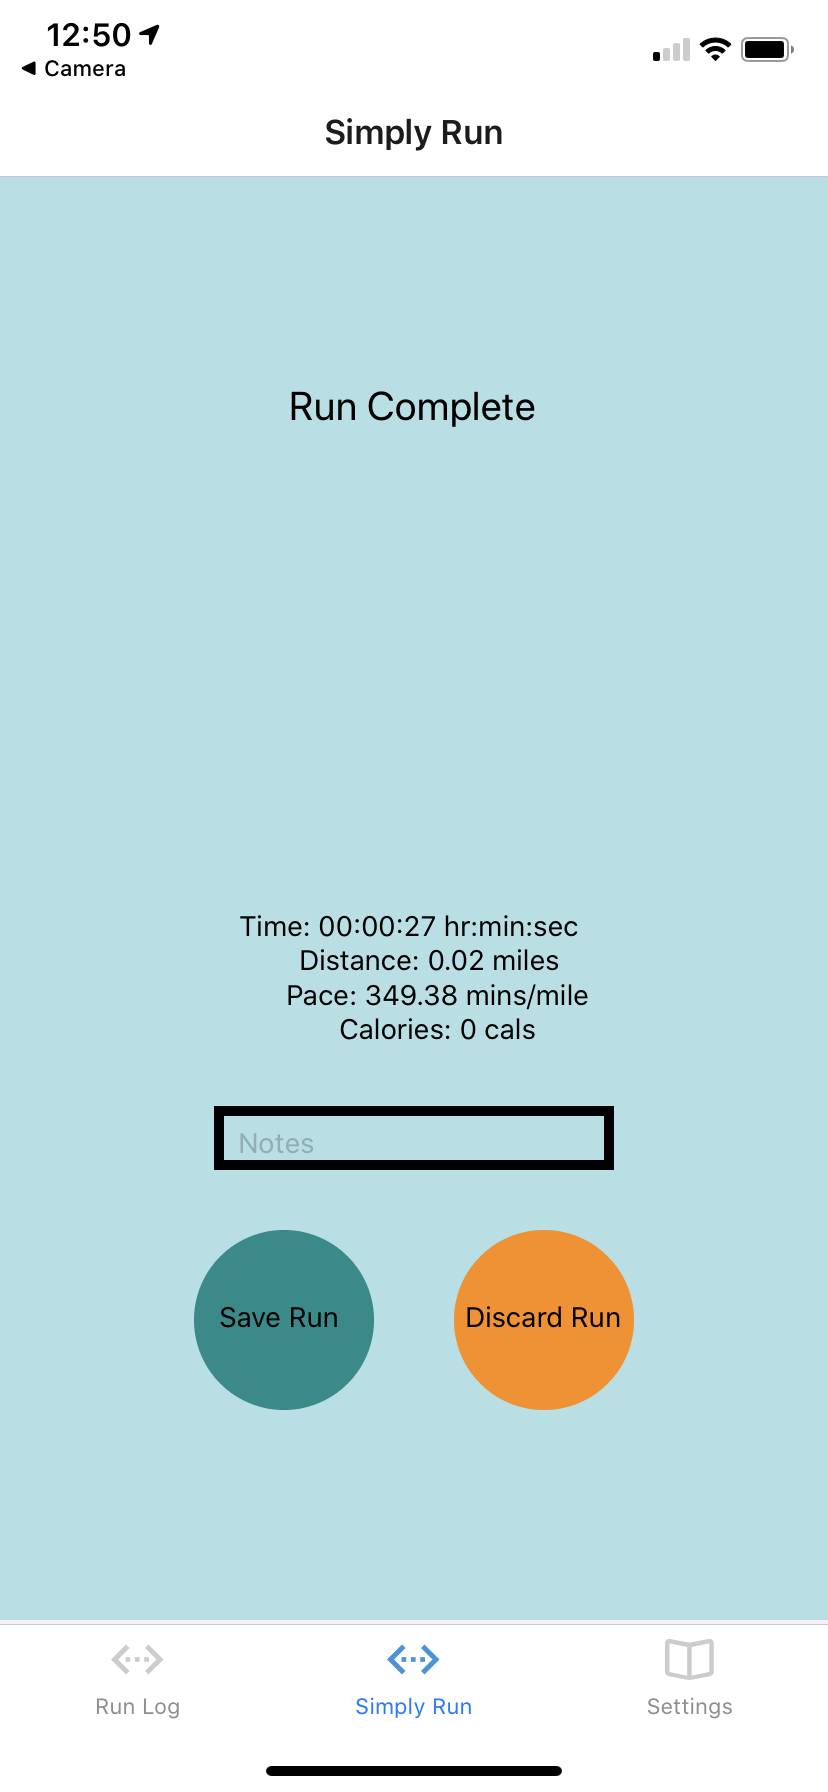 12:50
Camera
Simply Run
Run Complete
Time: 00:00:27 hr:min:sec
Distance: 0.02 miles
Pace: 349.38 mins/mile
Calories: 0 cals
Notes
Save Run
Discard Run
Run Log
Simply Run
Settings